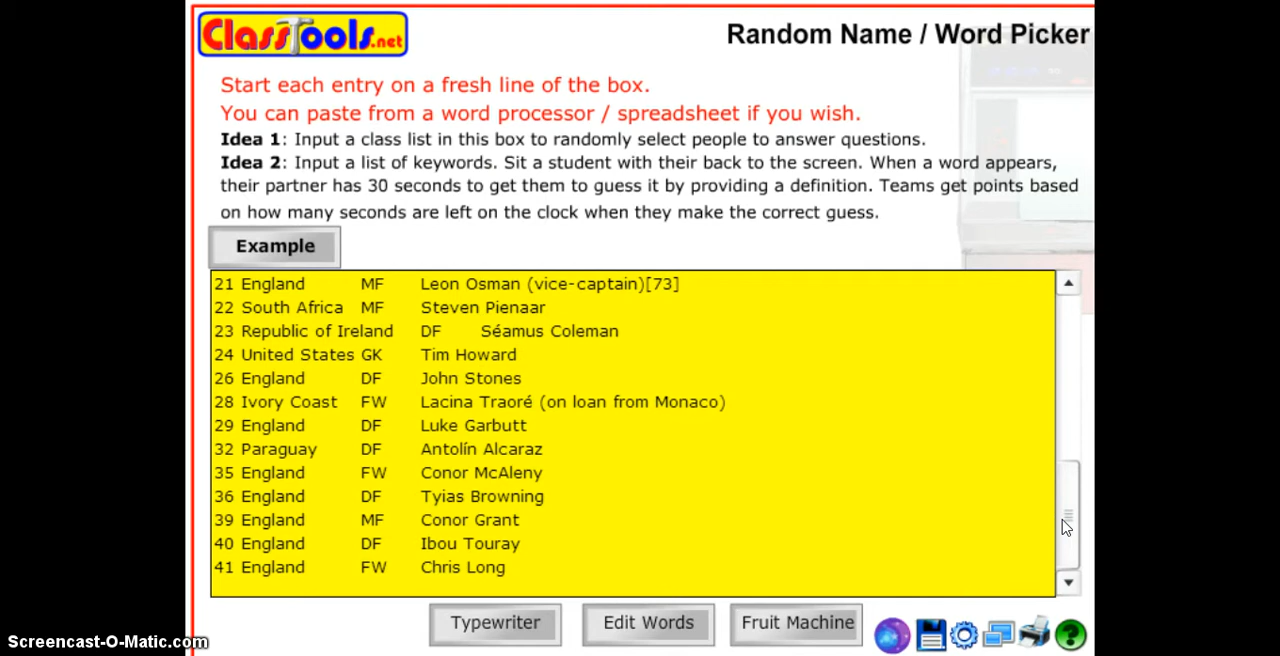 ClassTools.net
Random Name / Word Picker
Start each entry on a fresh line of the box.
You can paste from a word processor / spreadsheet if you wish.
Idea 1: Input a class list in this box to randomly select people to answer questions.
Idea 2: Input a list of keywords. Sit a student with their back to the screen. When a word appears,
their partner has 30 seconds to get them to guess it by providing a definition. Teams get points based
on how many seconds are left on the clock when they make the correct guess.
Example
21 England MF Leon Osman (vice-captain)[73]
22 South Africa MF Steven Pienaar
23 Republic of Ireland DF Séamus Coleman
24 United States GK Tim Howard
26 England DF John Stones
28 Ivory Coast FW Lacina Traoré (on loan from Monaco)
29 England DF Luke Garbutt
32 Paraguay DF Antolín Alcaraz
35 England FW Conor McAleny
36 England DF Tyias Browning
39 England MF Conor Grant
40 England DF Ibou Touray
41 England FW Chris Long
Typewriter Edit Words Fruit Machine ?
Screencast-O-Matic.com